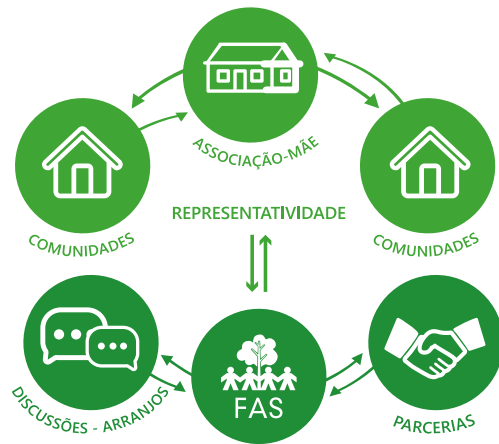 ASSOCIAÇÃO-MÃE
COMUNIDADES
COMUNIDADES
REPRESENTATIVIDADE
DISCUSSÕES - ARRANJOS
FAS
PARCERIAS